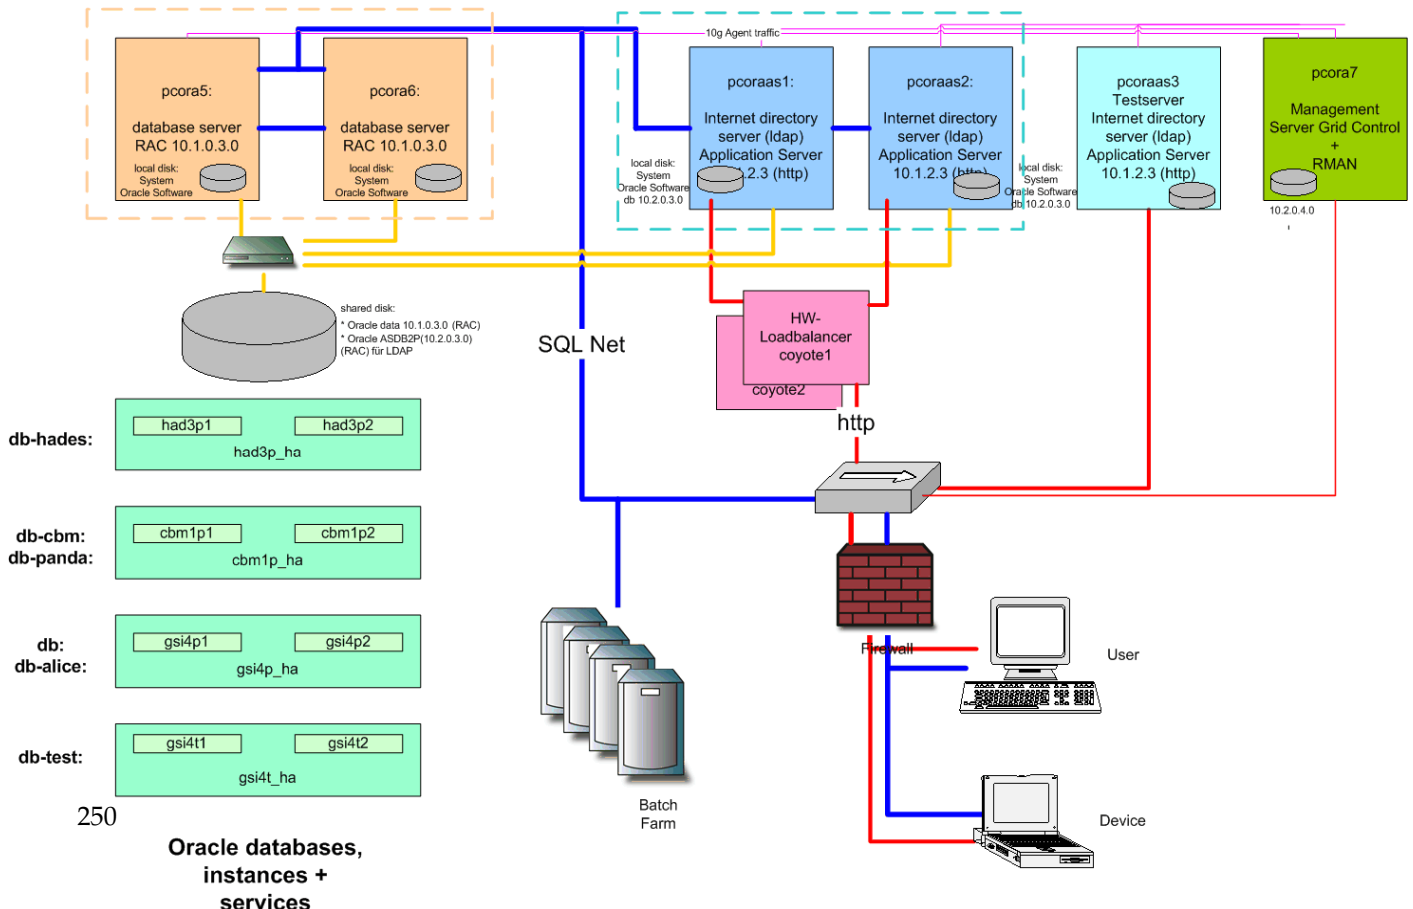 10g Agent traffic
pcora5:
database server
RAC 10.1.0.3.0
local disk:
System
Oracle Software
pcora6:
database server
RAC 10.1.0.3.0
local disk:
System
Oracle Software
pcoraas1:
Internet directory
server (ldap)
Application Server
.2.3 (http)
local disk:
System
Oracle Software
db 10.2.0.3.0
pcoraas2:
Internet directory
server (ldap)
Application Server
10.1.2.3 (http)
local disk:
System
Oracle Software
db 10.2.0.3.0
pcoraas3
Testserver
Internet directory
server (ldap)
Application Server
10.1.2.3 (http)
pcora7
Management
Server Grid Control
+
RMAN
10.2.0.4.0
shared disk:
* Oracle data 10.1.0.3.0 (RAC)
* Oracle ASDB2P(10.2.0.3.0)
(RAC) für LDAP
SQL Net
HW-
Loadbalancer
coyote1
coyote2
http
db-hades:
had3p1
had3p2
had3p_ha
db-cbm:
db-panda:
cbm1p1
cbm1p2
cbm1p_ha
db:
db-alice:
gsi4p1
gsi4p2
gsi4p_ha
db-test:
gsi4t1
gsi4t2
gsi4t_ha
250
Oracle databases,
instances +
services
Firewall
User
Batch
Farm
Device